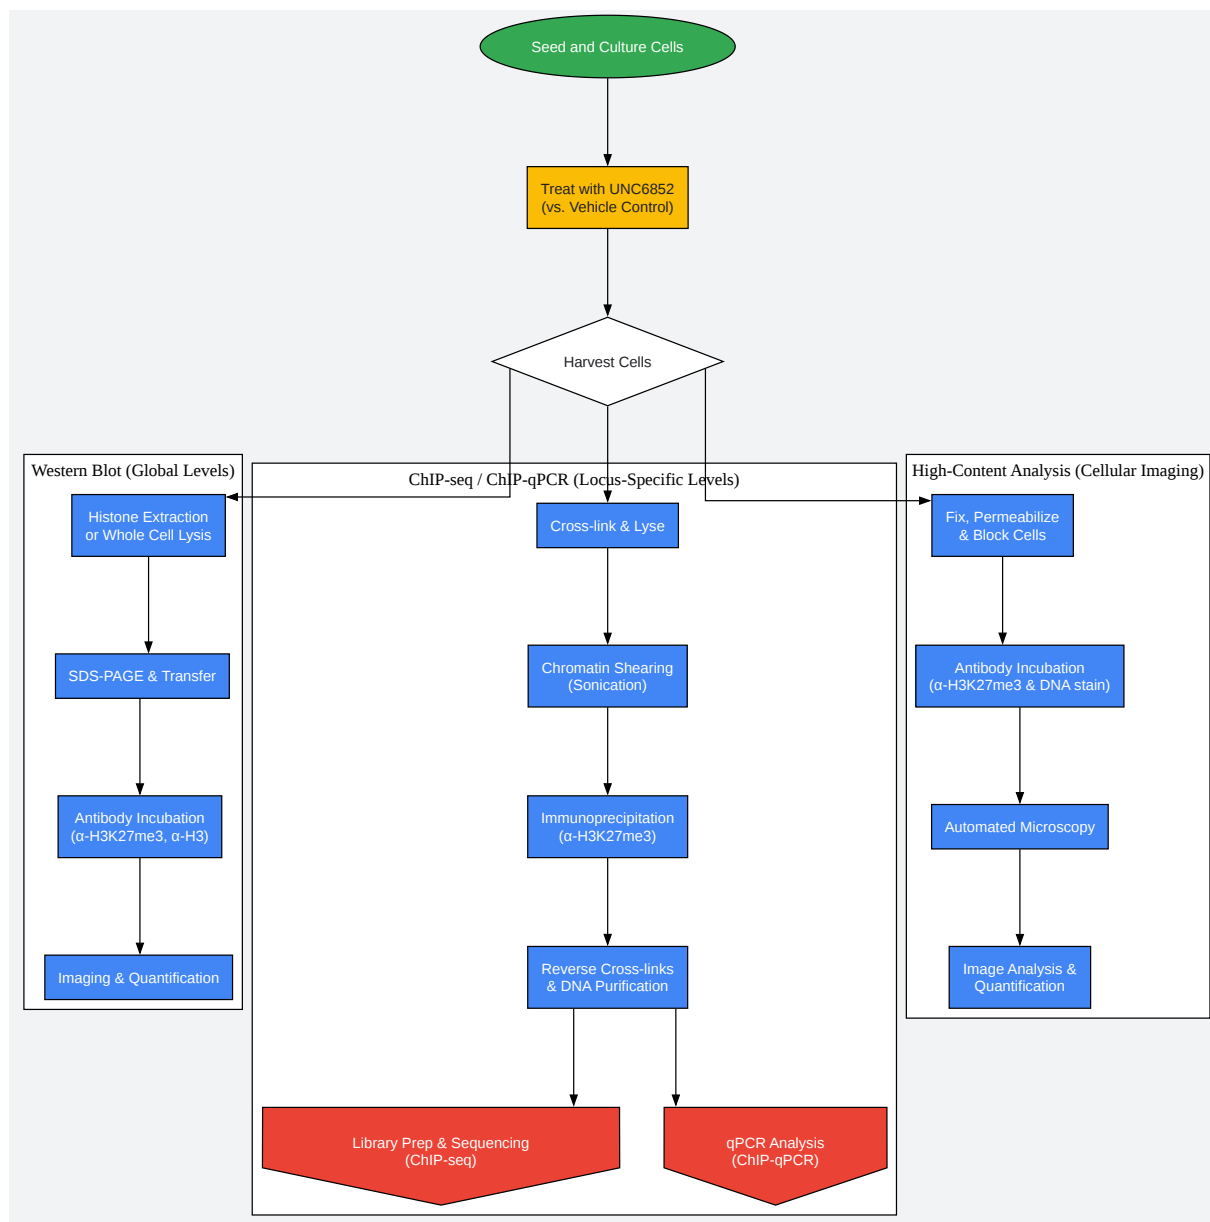 Seed and Culture Cells
Treat with UNC6852
(vs. Vehicle Control)
Harvest Cells
Western Blot (Global Levels)
Histone Extraction
or Whole Cell Lysis
SDS-PAGE & Transfer
Antibody Incubation
(α-H3K27me3, α-H3)
Imaging & Quantification
ChIP-seq / ChIP-qPCR (Locus-Specific Levels)
Cross-link & Lyse
Chromatin Shearing
(Sonication)
Immunoprecipitation
(α-H3K27me3)
Reverse Cross-links
& DNA Purification
Library Prep & Sequencing
(ChIP-seq)
qPCR Analysis
(ChIP-qPCR)
High-Content Analysis (Cellular Imaging)
Fix, Permeabilize
& Block Cells
Antibody Incubation
(α-H3K27me3 & DNA stain)
Automated Microscopy
Image Analysis &
Quantification